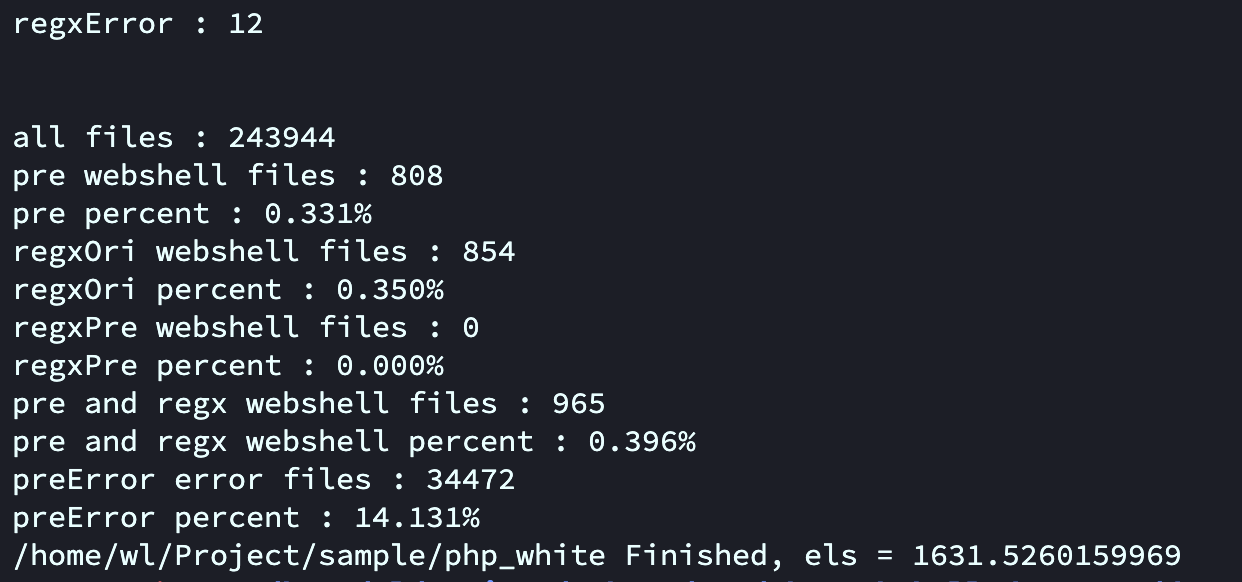 regxError : 12
all files : 243944
pre webshell files : 808
pre percent : 0.331%
regxOri webshell files : 854
regxOri percent : 0.350%
regxPre webshell files : 0
regxPre percent : 0.000%
pre and regx webshell files : 965
pre and regx webshell percent : 0.396%
preError error files : 34472
preError percent : 14.131%
/home/wl/Project/sample/php_white Finished, els = 1631.5260159969